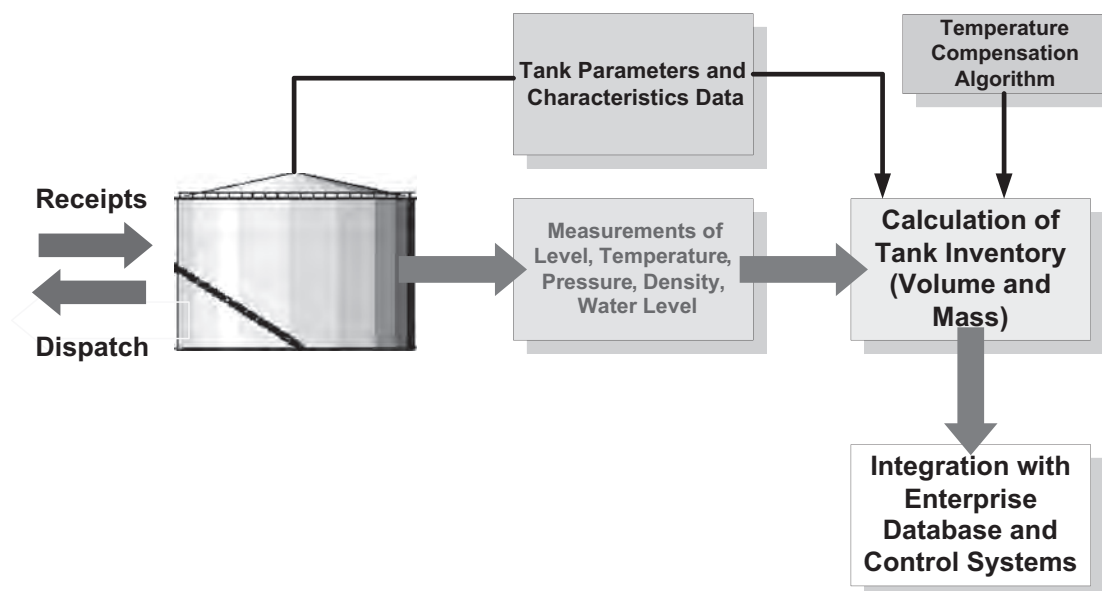 Receipts
Dispatch
Tank Parameters and
Characteristics Data
Temperature
Compensation
Algorithm
Measurements of
Level, Temperature,
Pressure, Density,
Water Level
Calculation of
Tank Inventory
(Volume and
Mass)
Integration with
Enterprise
Database and
Control Systems